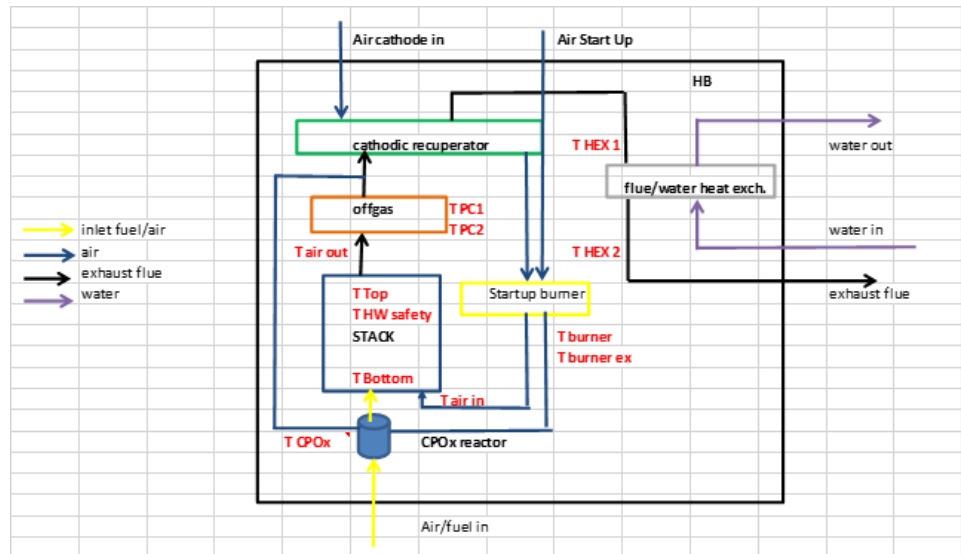 Air cathode in
Air Start Up
HB
cathodic recuperator
T HEX 1
water out
flue/water heat exch.
offgas
T PC1
T PC2
inlet fuel/air
air
exhaust flue
water
T air out
T HEX 2
water in
T Top
T HW safety
STACK
T Bottom
Startup burner
exhaust flue
T burner
T burner ex
T air in
T CPOx
CPOx reactor
Air/fuel in